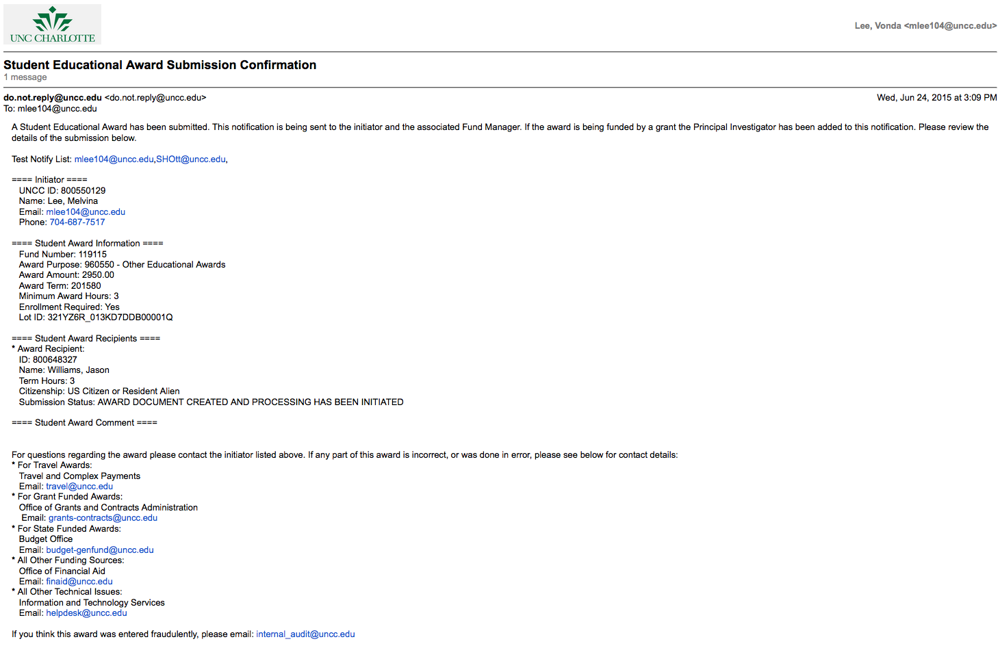 UNC CHARLOTTE
Lee, Vonda <mlee104@uncc.edu>
Student Educational Award Submission Confirmation
1 message
do.not.reply@uncc.edu <do.not.reply@uncc.edu>
Wed, Jun 24, 2015 at 3:09 PM
To: mlee104@uncc.edu
A Student Educational Award has been submitted. This notification is being sent to the initiator and the associated Fund Manager. If the award is being funded by a grant the Principal Investigator has been added to this notification. Please review the
details of the submission below.
Test Notify List: mlee104@uncc.edu,SHOtt@uncc.edu,
==== Initiator ====
UNCC ID: 800550129
Name: Lee, Melvina
Email: mlee104@uncc.edu
Phone: 704-687-7517
==== Student Award Information ====
Fund Number: 119115
Award Purpose: 960550 - Other Educational Awards
Award Amount: 2950.00
Award Term: 201580
Minimum Award Hours: 3
Enrollment Required: Yes
Lot ID: 321YZ6R_013KD7DDB00001Q
==== Student Award Recipients ====
* Award Recipient:
ID: 800648327
Name: Williams, Jason
Term Hours: 3
Citizenship: US Citizen or Resident Alien
Submission Status: AWARD DOCUMENT CREATED AND PROCESSING HAS BEEN INITIATED
==== Student Award Comment ====
For questions regarding the award please contact the initiator listed above. If any part of this award is incorrect, or was done in error, please see below for contact details:
* For Travel Awards:
Travel and Complex Payments
Email: travel@uncc.edu
* For Grant Funded Awards:
Office of Grants and Contracts Administration
Email: grants-contracts@uncc.edu
* For State Funded Awards:
Budget Office
Email: budget-genfund@uncc.edu
* All Other Funding Sources:
Office of Financial Aid
Email: finaid@uncc.edu
* All Other Technical Issues:
Information and Technology Services
Email: helpdesk@uncc.edu
If you think this award was entered fraudulently, please email: internal_audit@uncc.edu